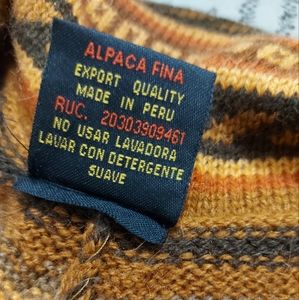 ALPACA FINA
EXPORT QUALITY
MADE IN PERU
RUC. 20303909461
NO USAR LAVADORA
LAVAR CON DETERGENTE
SUAVE